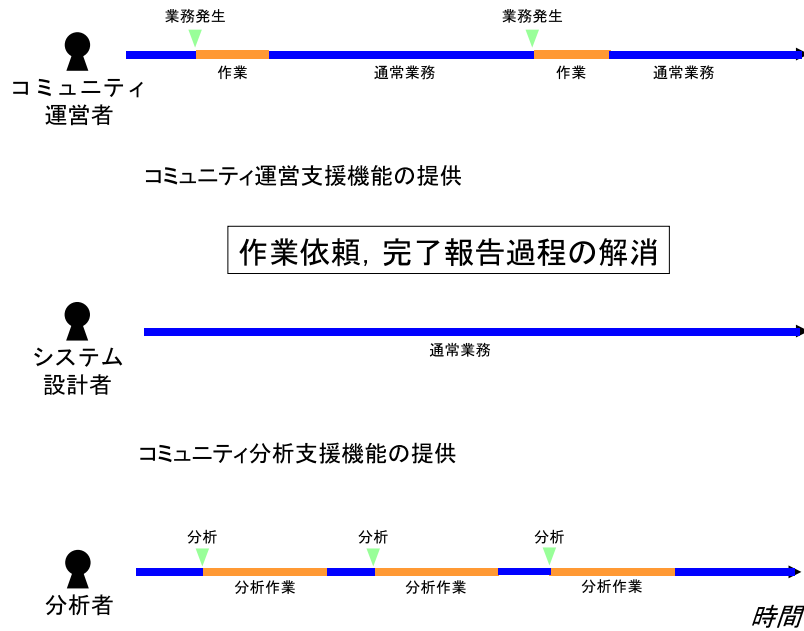 業務発生 業務発生
作業 通常業務 作業 通常業務
コミュニティ
運営者
コミュニティ運営支援機能の提供
作業依頼, 完了報告過程の解消
通常業務
システム
設計者
コミュニティ分析支援機能の提供
分析 分析 分析
分析作業 分析作業 分析作業
分析者
時間